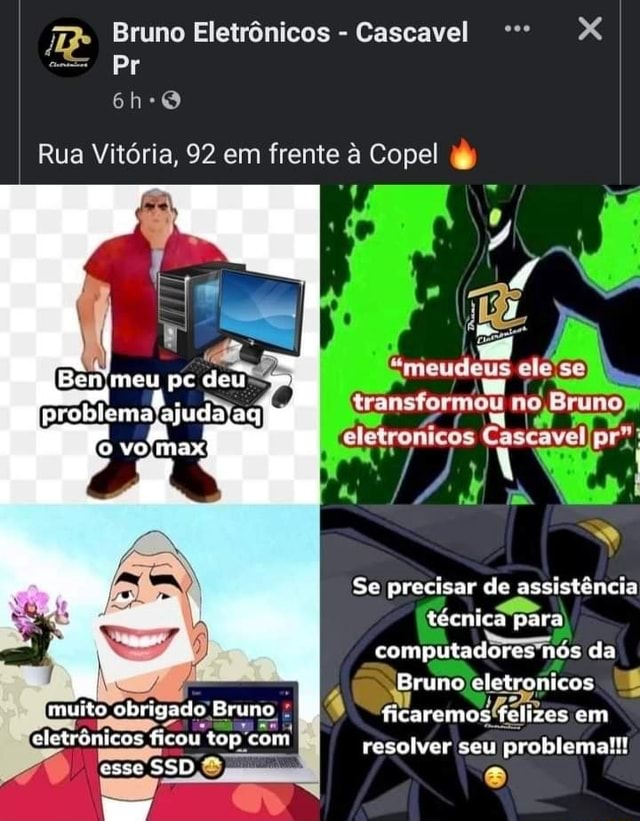 Bruno Eletrônicos - Cascavel
Pr
6 h
Rua Vitória, 92 em frente à Copel 🔥
Ben meu pc deu
problema ajuda aq
o vo max
“meudeus ele se
transformou no Bruno
eletronicos Cascavel pr”
muito obrigado Bruno
eletrônicos ficou top com
esse SSD 🤩
Se precisar de assistência
técnica para
computadores nós da
Bruno eletronicos
ficaremos felizes em
resolver seu problema!!!
☺️